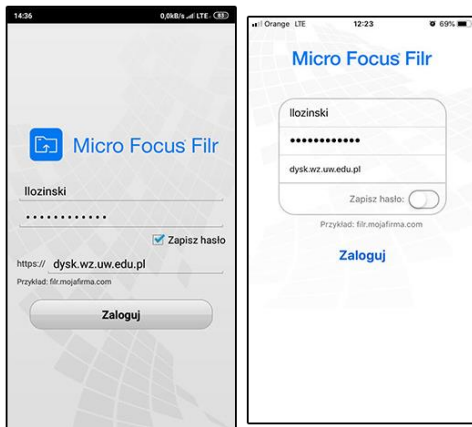 14:36
0,0KB/s LTE 83
Micro Focus Filr
llozinski
••••••••••••
Zapisz hasło
https:// dysk.wz.uw.edu.pl
Przykład: filr.mojafirma.com
Zaloguj
Orange LTE 12:23 69%
Micro Focus Filr
llozinski
••••••••••••
dysk.wz.uw.edu.pl
Zapisz hasło:
Przykład: filr.mojafirma.com
Zaloguj